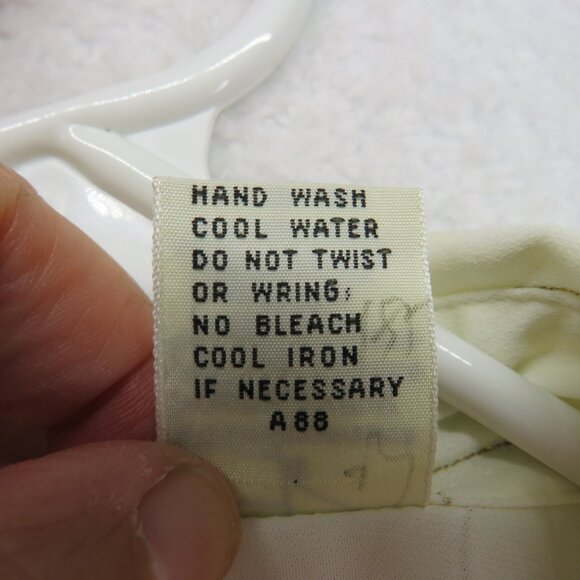 HAND WASH
COOL WATER
DO NOT TWIST
OR WRING;
NO BLEACH
COOL IRON
IF NECESSARY
A88